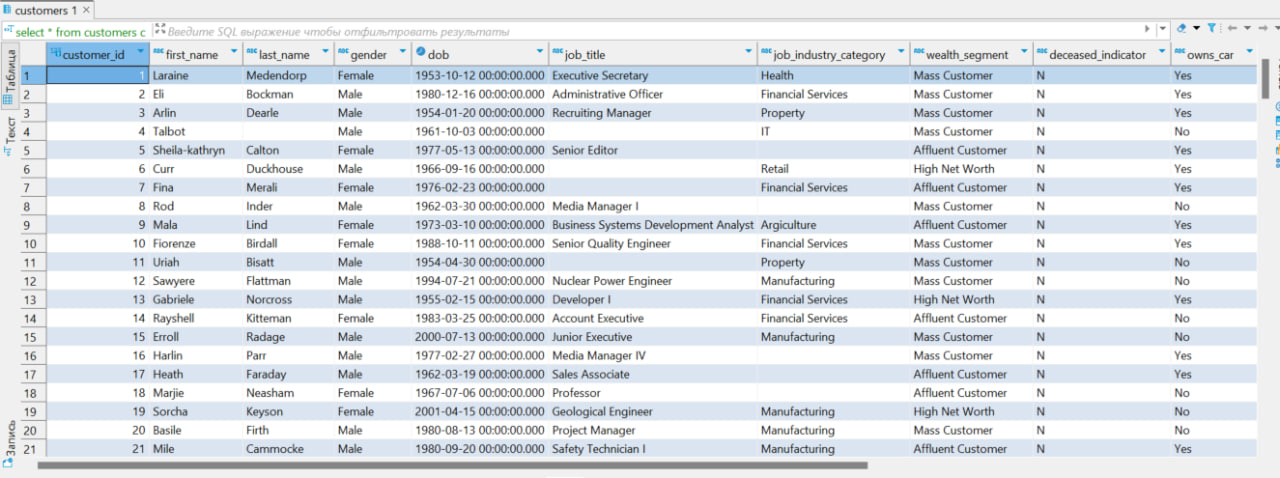 customers 1
select * from customers c Введите SQL выражение чтобы отфильтровать результаты
customer_id first_name last_name gender dob job_title job_industry_category wealth_segment deceased_indicator owns_car
1 1 Laraine Medendorp Female 1953-10-12 00:00:00.000 Executive Secretary Health Mass Customer N Yes
2 2 Eli Bockman Male 1980-12-16 00:00:00.000 Administrative Officer Financial Services Mass Customer N Yes
3 3 Arlin Dearle Male 1954-01-20 00:00:00.000 Recruiting Manager Property Mass Customer N Yes
4 4 Talbot Male 1961-10-03 00:00:00.000 IT Mass Customer N No
5 5 Sheila-kathryn Calton Female 1977-05-13 00:00:00.000 Senior Editor Affluent Customer N Yes
6 6 Curr Duckhouse Male 1966-09-16 00:00:00.000 Retail High Net Worth N Yes
7 7 Fina Merali Female 1976-02-23 00:00:00.000 Financial Services Affluent Customer N Yes
8 8 Rod Inder Male 1962-03-30 00:00:00.000 Media Manager I Mass Customer N No
9 9 Mala Lind Female 1973-03-10 00:00:00.000 Business Systems Development Analyst Argiculture Affluent Customer N Yes
10 10 Fiorenze Birdall Female 1988-10-11 00:00:00.000 Senior Quality Engineer Financial Services Mass Customer N Yes
11 11 Uriah Bisatt Male 1954-04-30 00:00:00.000 Property Mass Customer N No
12 12 Sawyere Flattman Male 1994-07-21 00:00:00.000 Nuclear Power Engineer Manufacturing Mass Customer N No
13 13 Gabriele Norcross Male 1955-02-15 00:00:00.000 Developer I Financial Services High Net Worth N Yes
14 14 Rayshell Kitteman Female 1983-03-25 00:00:00.000 Account Executive Financial Services Affluent Customer N No
15 15 Erroll Radage Male 2000-07-13 00:00:00.000 Junior Executive Manufacturing Mass Customer N No
16 16 Harlin Parr Male 1977-02-27 00:00:00.000 Media Manager IV Mass Customer N Yes
17 17 Heath Faraday Male 1962-03-19 00:00:00.000 Sales Associate Affluent Customer N Yes
18 18 Marjie Neasham Female 1967-07-06 00:00:00.000 Professor Affluent Customer N No
19 19 Sorcha Keyson Female 2001-04-15 00:00:00.000 Geological Engineer Manufacturing High Net Worth N No
20 20 Basile Firth Male 1980-08-13 00:00:00.000 Project Manager Manufacturing Mass Customer N No
21 21 Mile Cammocke Male 1980-09-20 00:00:00.000 Safety Technician I Manufacturing Affluent Customer N Yes
Таблица
Текст
Запись